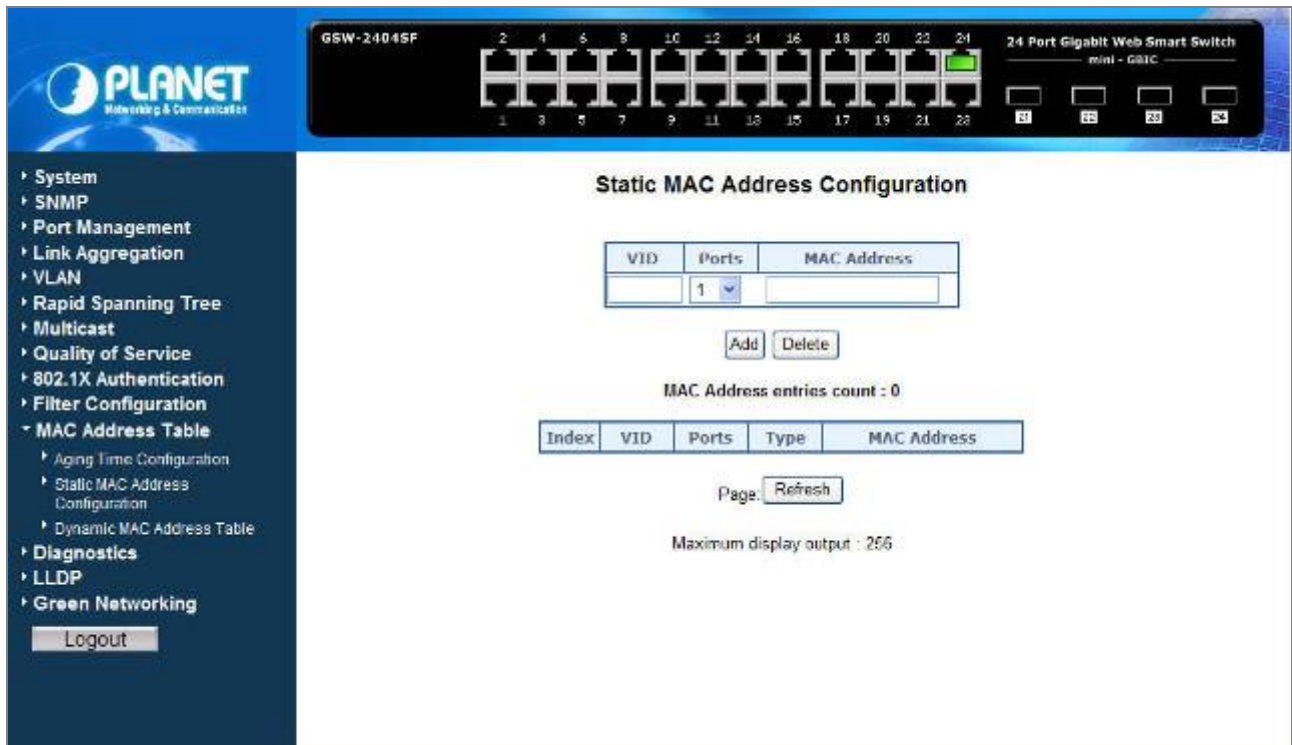 PLANET
Networking & Communication
GSW-2404SF
2 4 6 8 10 12 14 16 18 20 22 24
1 3 5 7 9 11 13 15 17 19 21 23
24 Port Gigabit Web Smart Switch
mini - GBIC
21 22 23 24
System
SNMP
Port Management
Link Aggregation
VLAN
Rapid Spanning Tree
Multicast
Quality of Service
802.1X Authentication
Filter Configuration
MAC Address Table
Aging Time Configuration
Static MAC Address
Configuration
Dynamic MAC Address Table
Diagnostics
LLDP
Green Networking
Logout
Static MAC Address Configuration
VID Ports MAC Address
1
Add Delete
MAC Address entries count : 0
Index VID Ports Type MAC Address
Page: Refresh
Maximum display output : 256